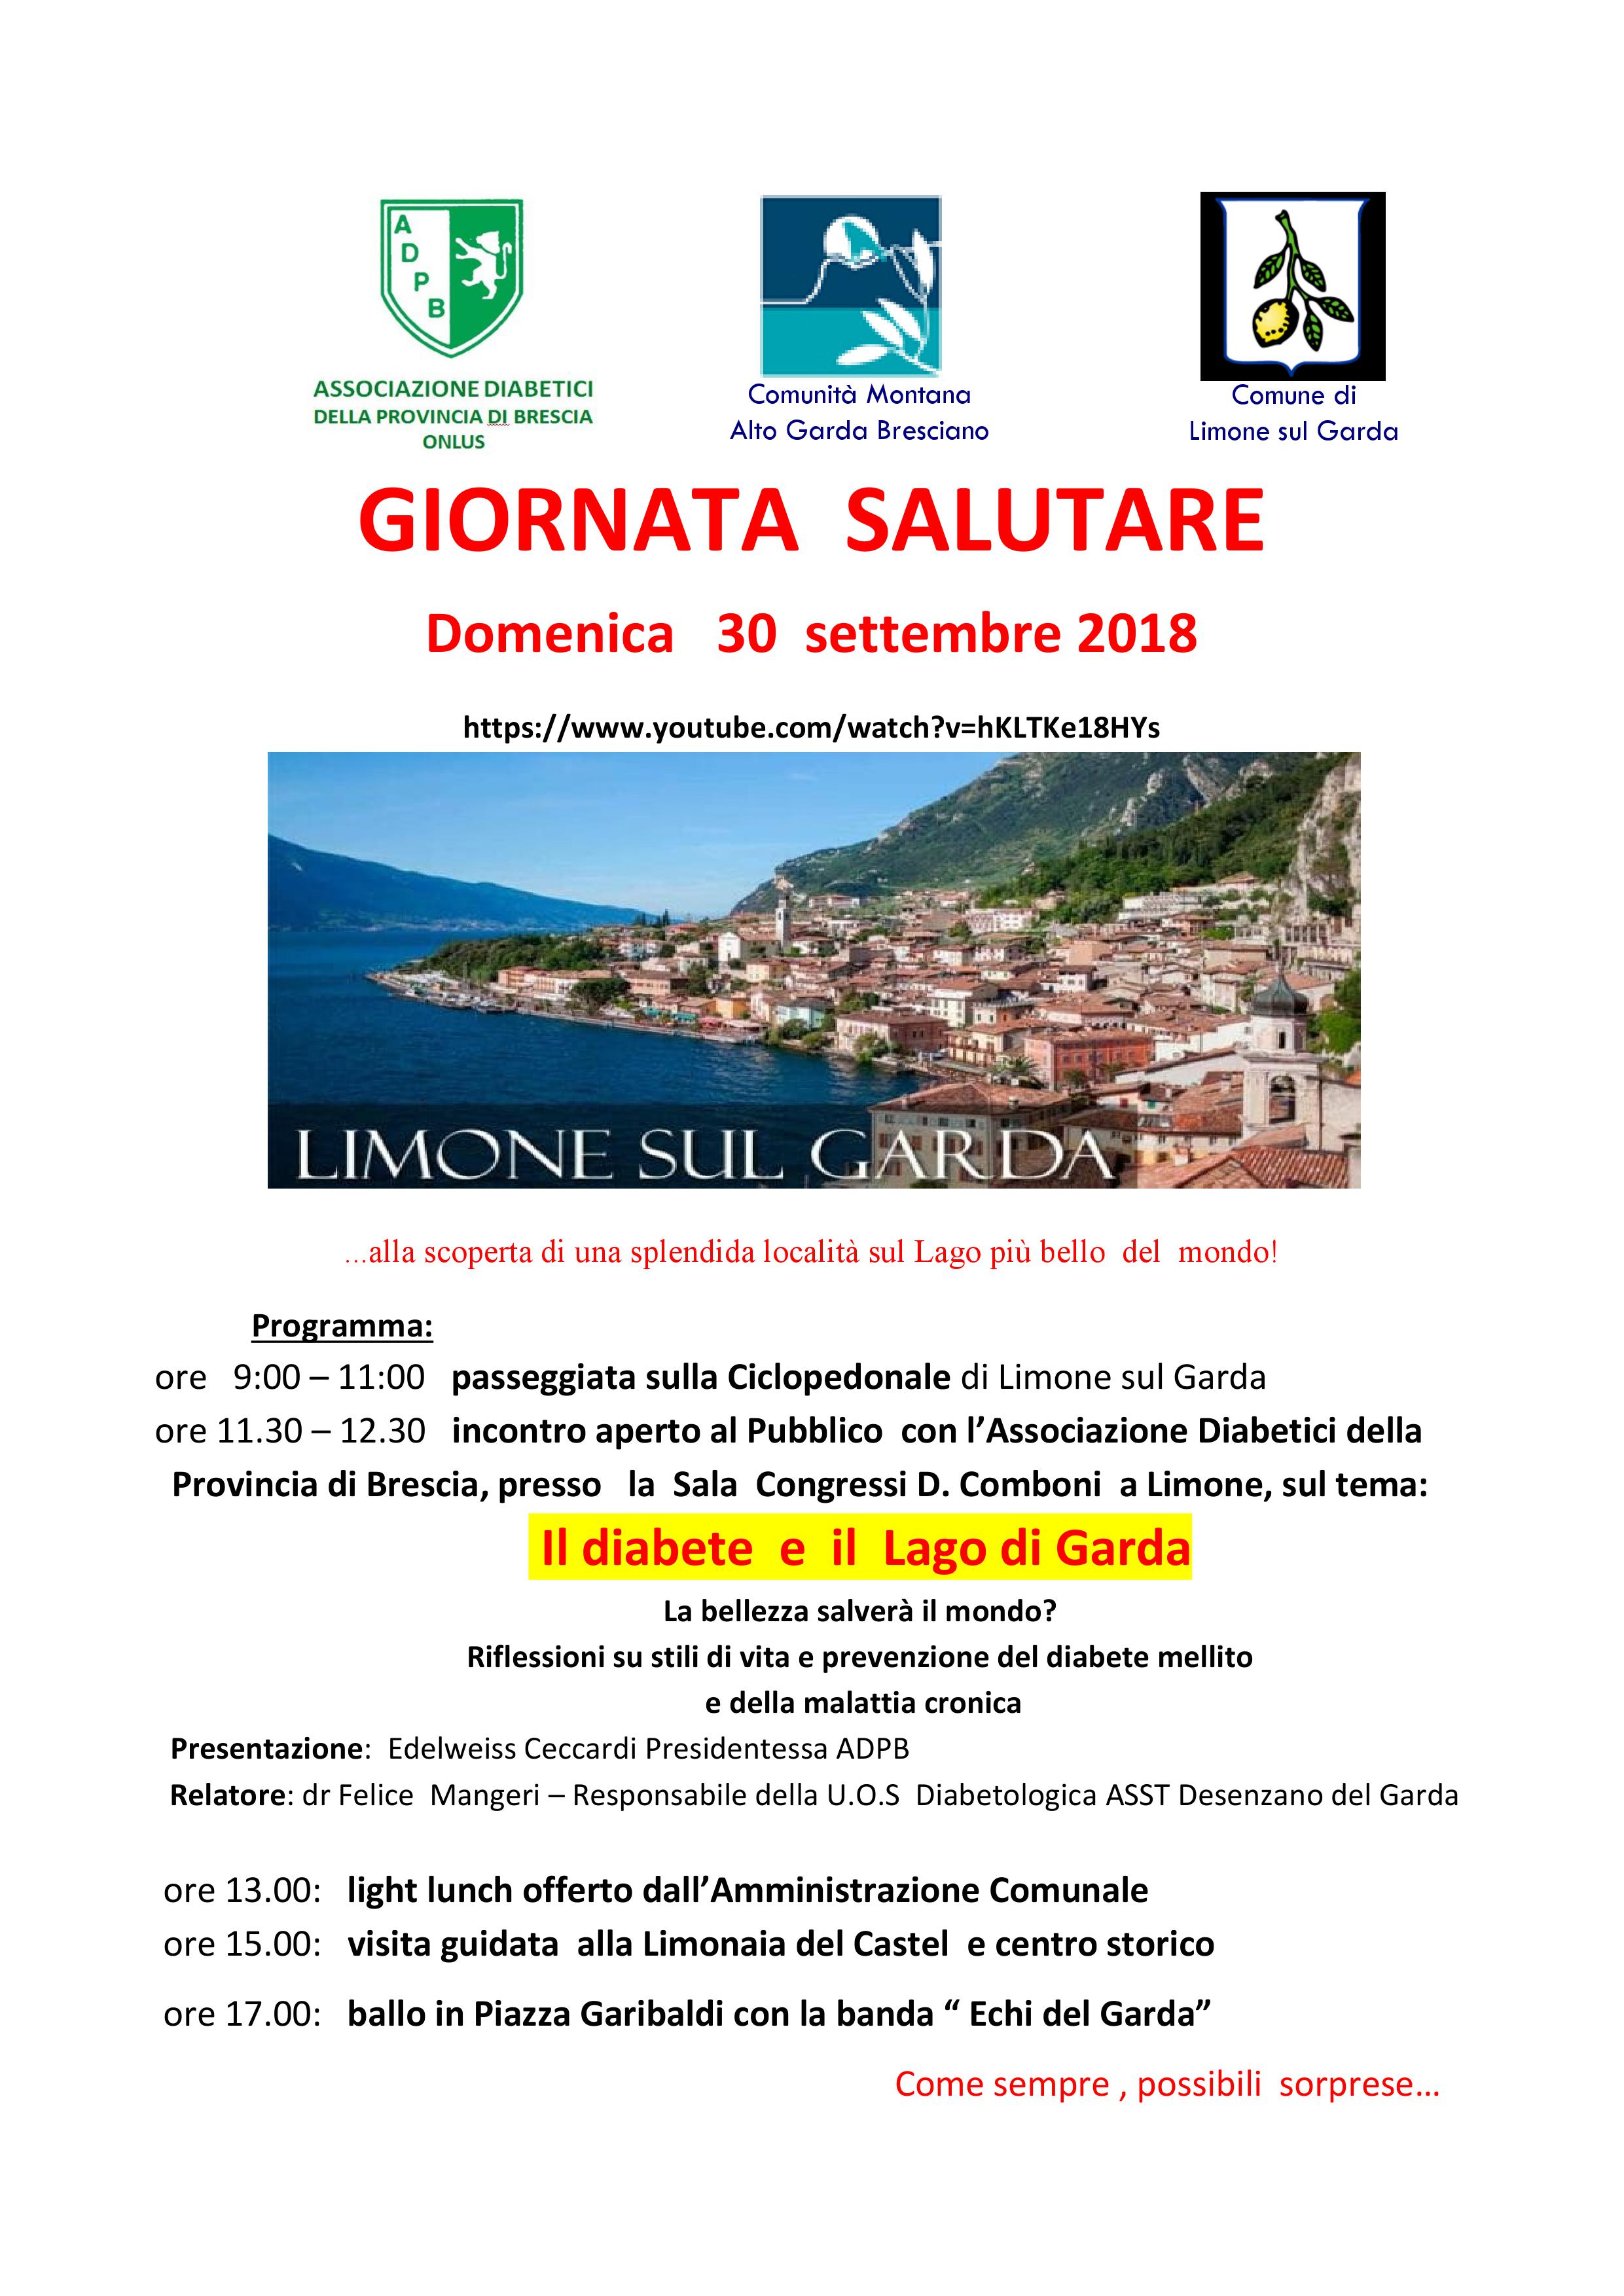 A
D
P
B
ASSOCIAZIONE DIABETICI
DELLA PROVINCIA DI BRESCIA
ONLUS
Comunità Montana
Alto Garda Bresciano
Comune di
Limone sul Garda
GIORNATA SALUTARE
Domenica 30 settembre 2018
https://www.youtube.com/watch?v=hKLTKe18HYs
LIMONE SUL GARDA
...alla scoperta di una splendida località sul Lago più bello del mondo!
Programma:
ore 9:00 – 11:00 passeggiata sulla Ciclopedonale di Limone sul Garda
ore 11.30 – 12.30 incontro aperto al Pubblico con l’Associazione Diabetici della
Provincia di Brescia, presso la Sala Congressi D. Comboni a Limone, sul tema:
Il diabete e il Lago di Garda
La bellezza salverà il mondo?
Riflessioni su stili di vita e prevenzione del diabete mellito
e della malattia cronica
Presentazione: Edelweiss Ceccardi Presidentessa ADPB
Relatore: dr Felice Mangeri – Responsabile della U.O.S Diabetologica ASST Desenzano del Garda
ore 13.00: light lunch offerto dall’Amministrazione Comunale
ore 15.00: visita guidata alla Limonaia del Castel e centro storico
ore 17.00: ballo in Piazza Garibaldi con la banda “ Echi del Garda”
Come sempre , possibili sorprese…